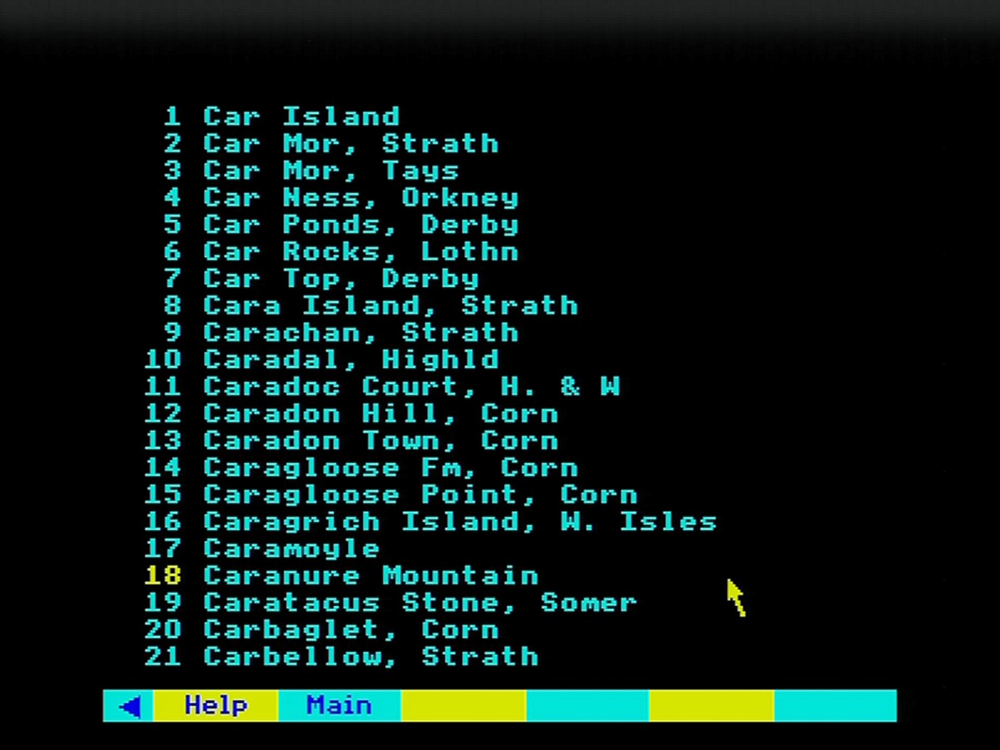 1 Car Island
2 Car Mor, Strath
3 Car Mor, Tays
4 Car Ness, Orkney
5 Car Ponds, Derby
6 Car Rocks, Lothn
7 Car Top, Derby
8 Cara Island, Strath
9 Carachan, Strath
10 Caradal, Highld
11 Caradoc Court, H. & W
12 Caradon Hill, Corn
13 Caradon Town, Corn
14 Caragloose Fm, Corn
15 Caragloose Point, Corn
16 Caragrich Island, W. Isles
17 Caramoyle
18 Caranure Mountain
19 Caratacus Stone, Somer
20 Carbaglet, Corn
21 Carbellow, Strath
Help Main